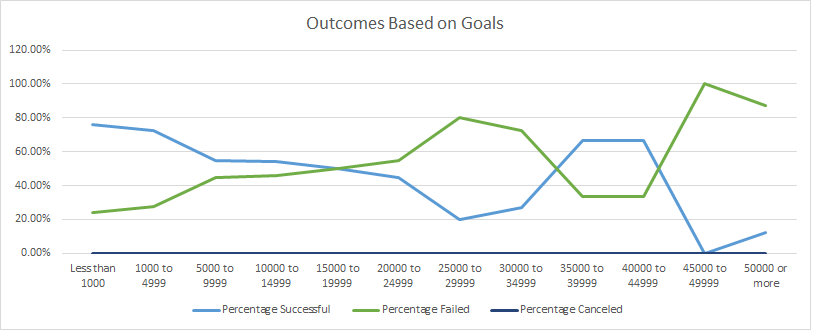 Outcomes Based on Goals
120.00%
100.00%
80.00%
60.00%
40.00%
20.00%
0.00%
Less than 1000
1000 to 4999
5000 to 9999
10000 to 14999
15000 to 19999
20000 to 24999
25000 to 29999
30000 to 34999
35000 to 39999
40000 to 44999
45000 to 49999
50000 or more
Percentage Successful
Percentage Failed
Percentage Canceled